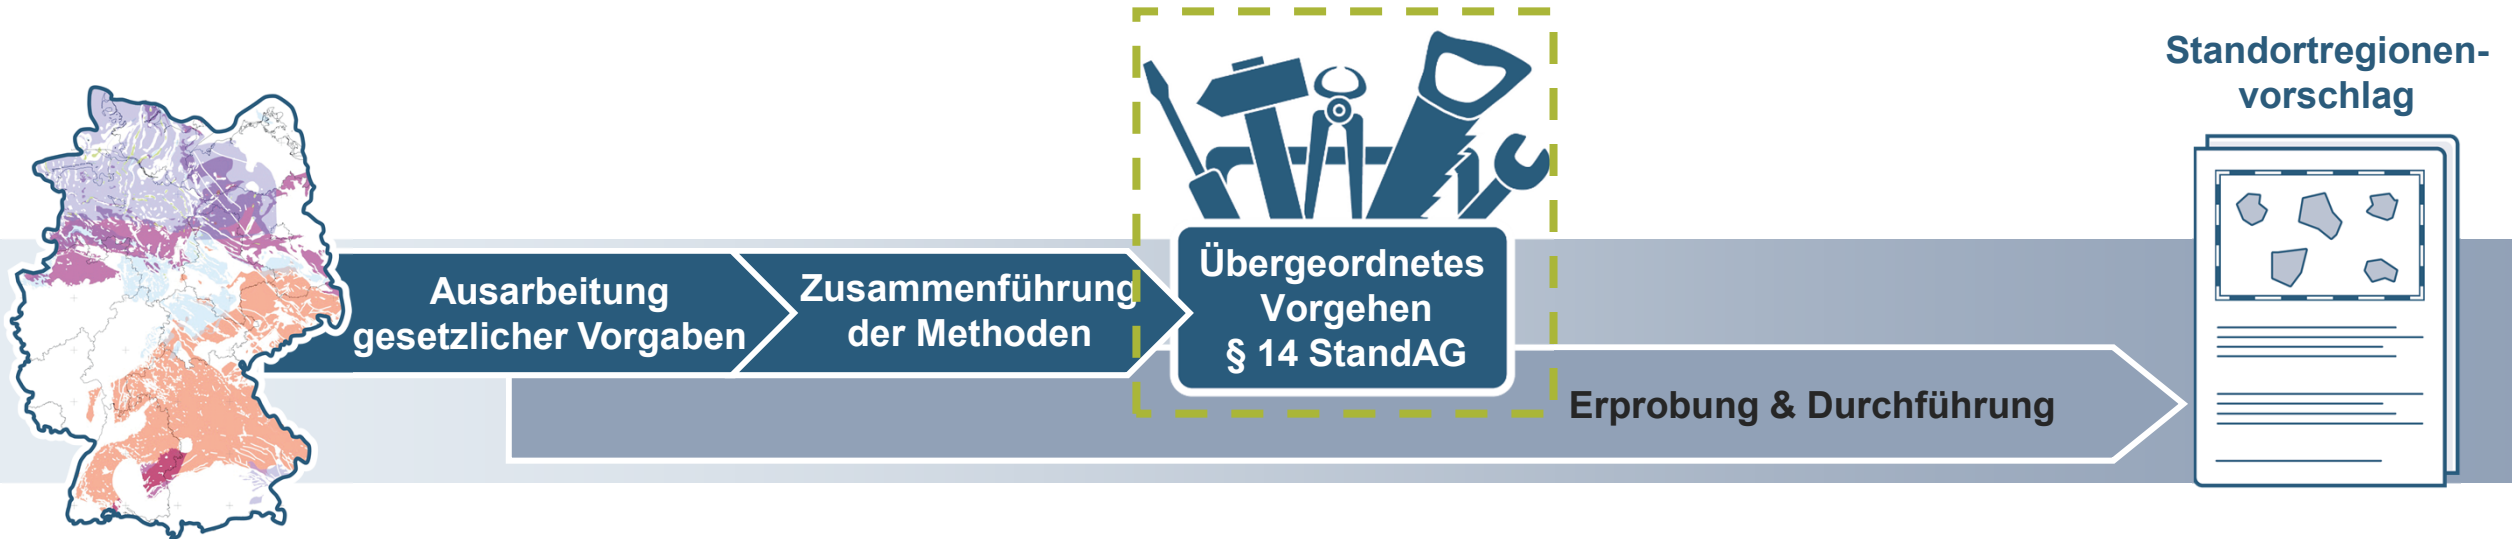 Ausarbeitung
gesetzlicher Vorgaben
Zusammenführung
der Methoden
Übergeordnetes
Vorgehen
§ 14 StandAG
Erprobung & Durchführung
Standortregionen-
vorschlag